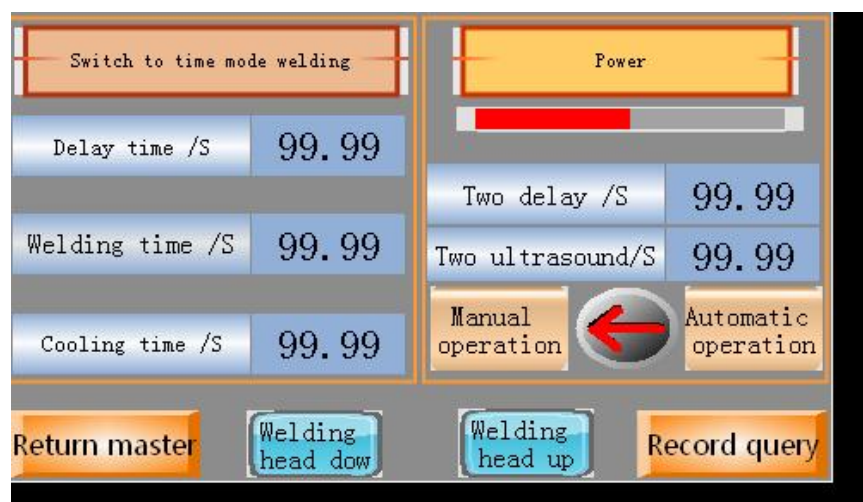 Switch to time mode welding
Power
Delay time /S 99.99
Two delay /S 99.99
Welding time /S 99.99
Two ultrasound/S 99.99
Manual
operation
Automatic
operation
Cooling time /S 99.99
Return master
Welding
head dow
Welding
head up
Record query